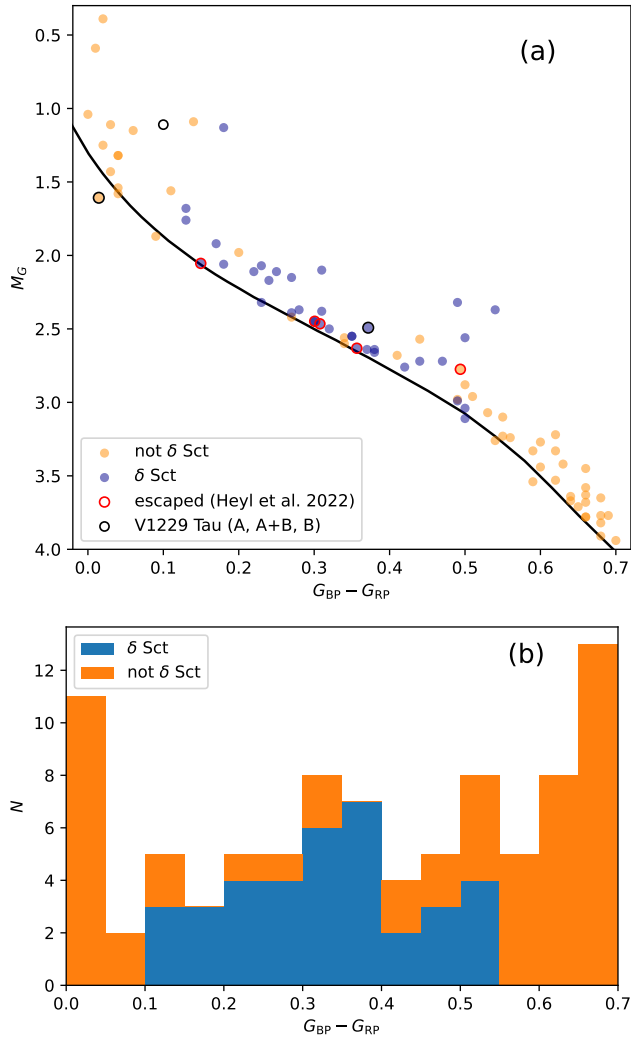 (a)
0.5
1.0
1.5
2.0
2.5
3.0
3.5
4.0
M_G
not δ Sct
δ Sct
escaped (Heyl et al. 2022)
V1229 Tau (A, A+B, B)
0.0 0.1 0.2 0.3 0.4 0.5 0.6 0.7
G_BP − G_RP
(b)
δ Sct
not δ Sct
12
10
8
6
4
2
0
N
0.0 0.1 0.2 0.3 0.4 0.5 0.6 0.7
G_BP − G_RP